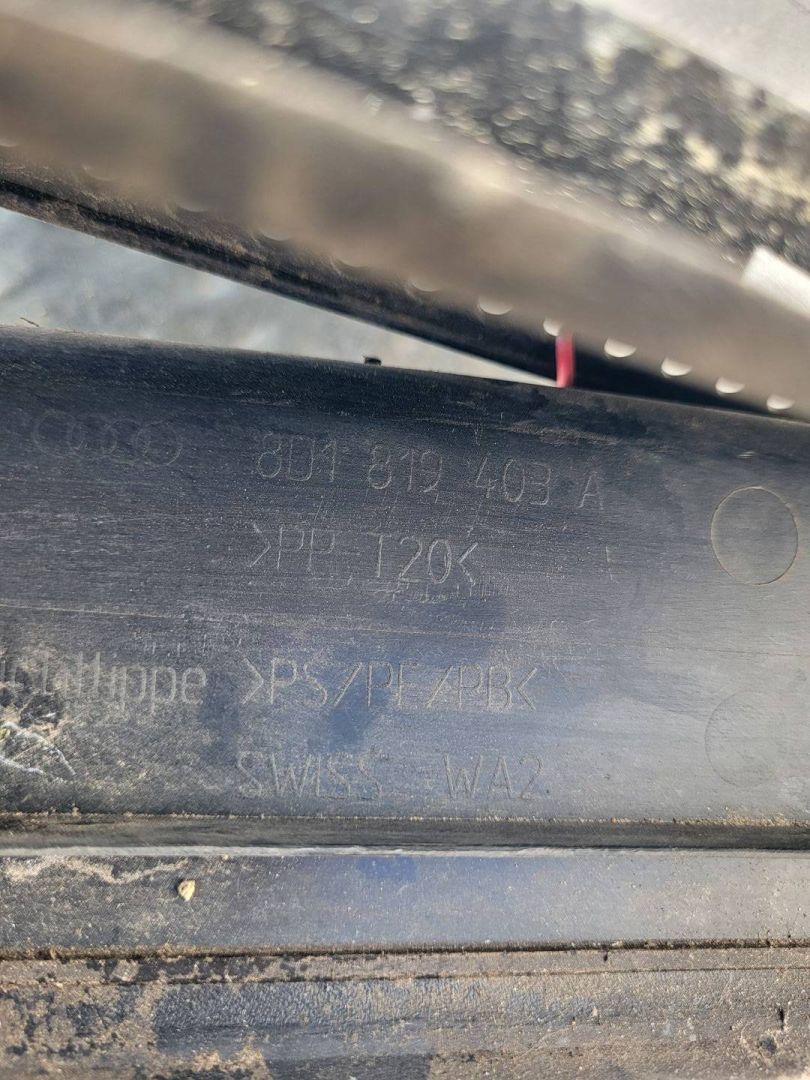 8D1 819 403 A
>PP T20<
>PS/PE/PB<
SWISS WA2